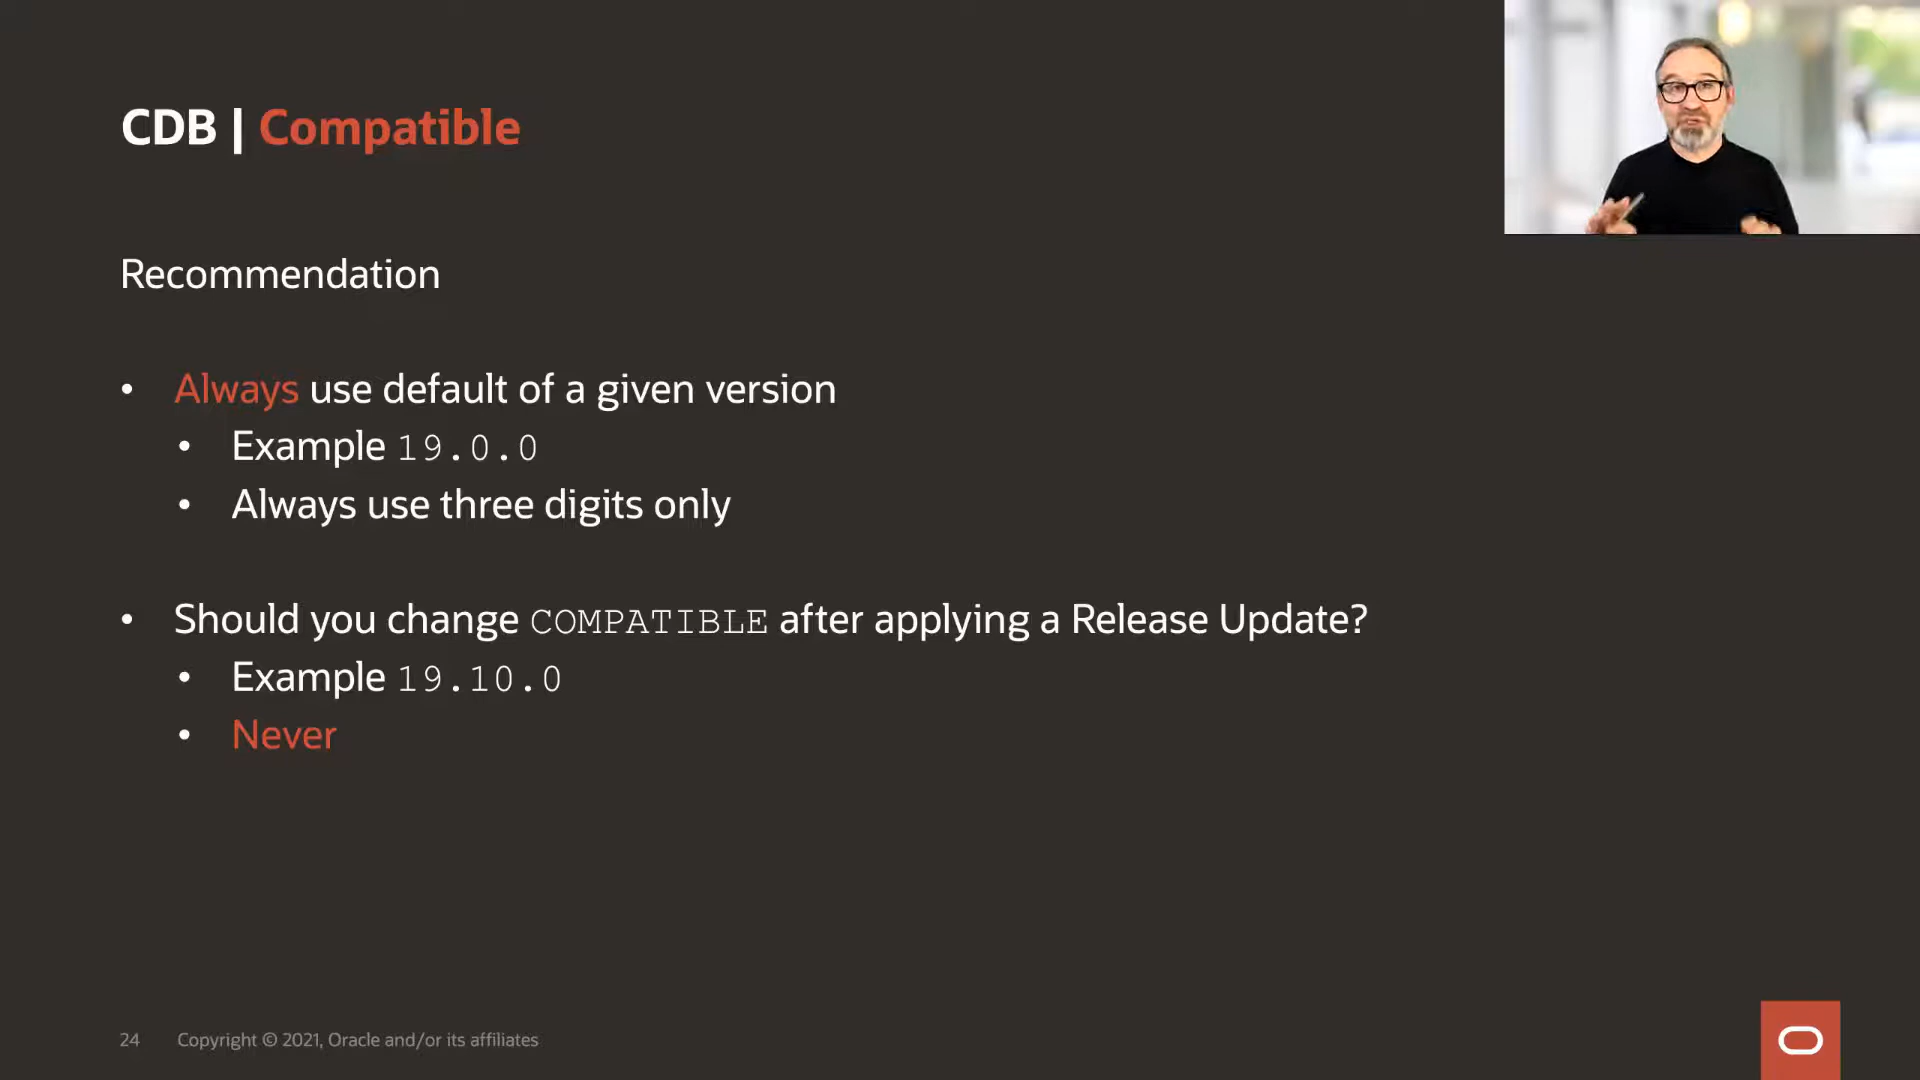 CDB | Compatible
Recommendation
• Always use default of a given version
• Example 19.0.0
• Always use three digits only
• Should you change COMPATIBLE after applying a Release Update?
• Example 19.10.0
• Never
24 Copyright © 2021, Oracle and/or its affiliates